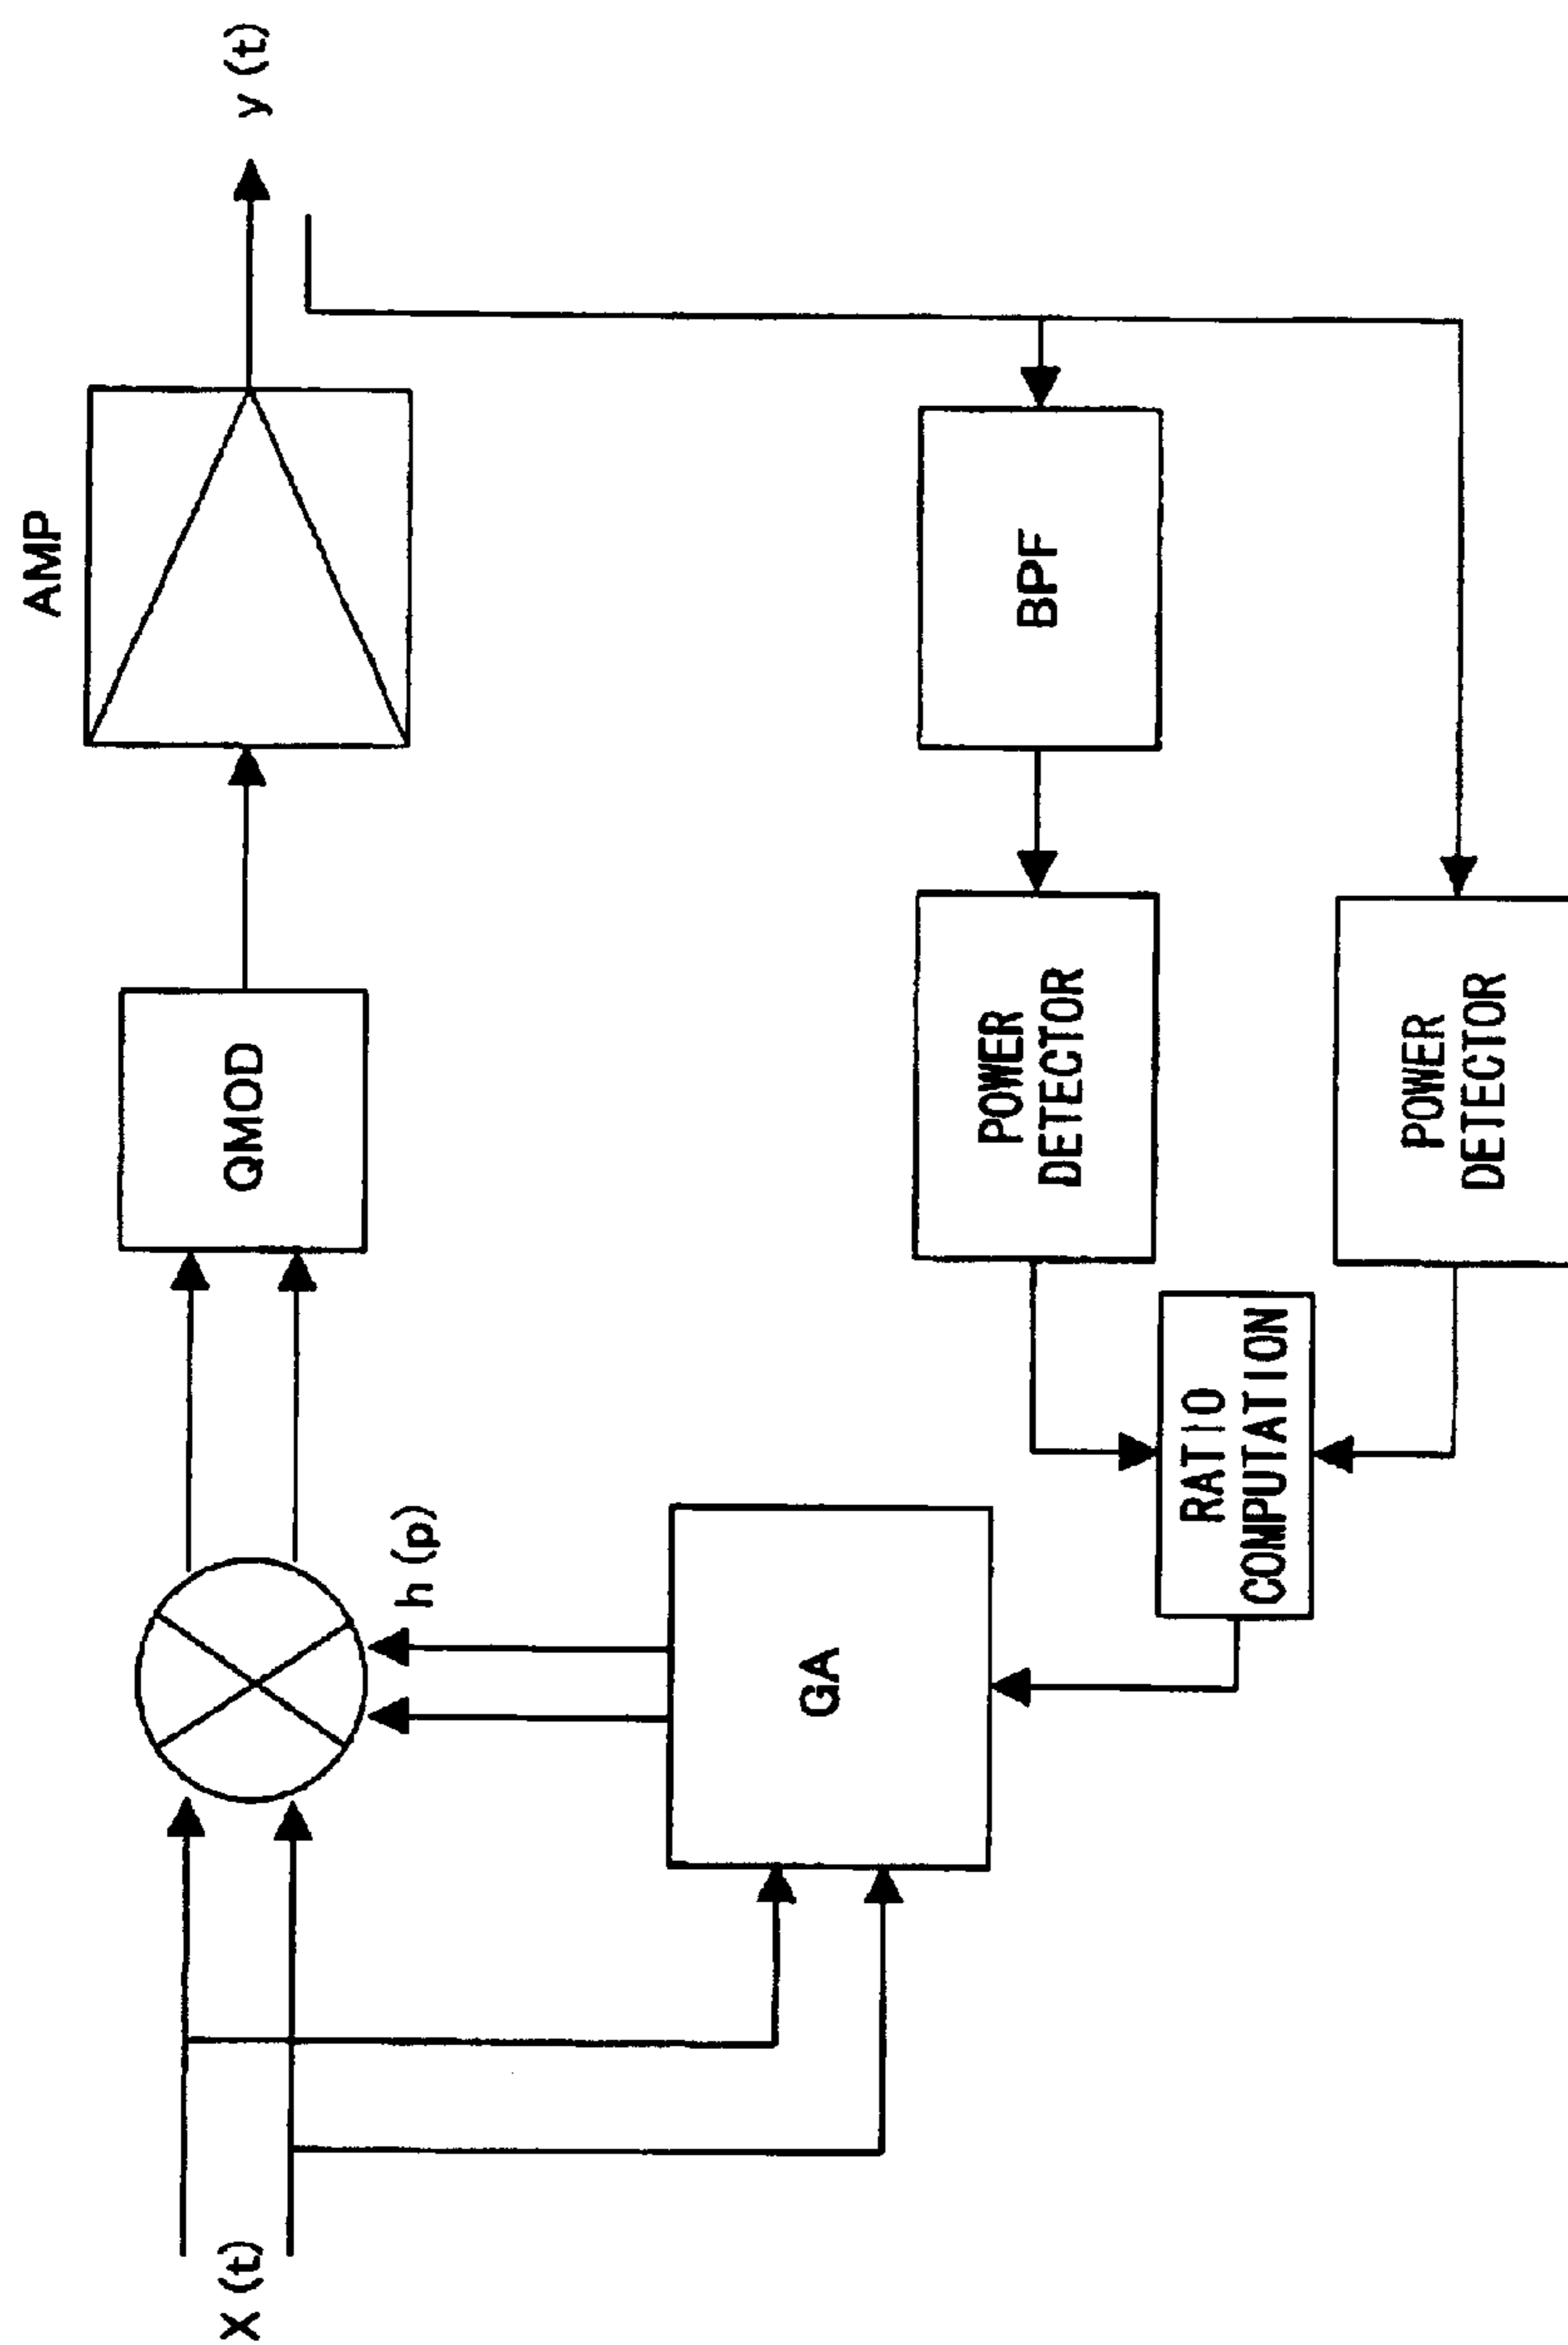 AMP
y (t)
QMOD
X (t)
h (p)
BPF
GA
POWER
DETECTOR
RATIO
COMPUTATION
POWER
DETECTOR